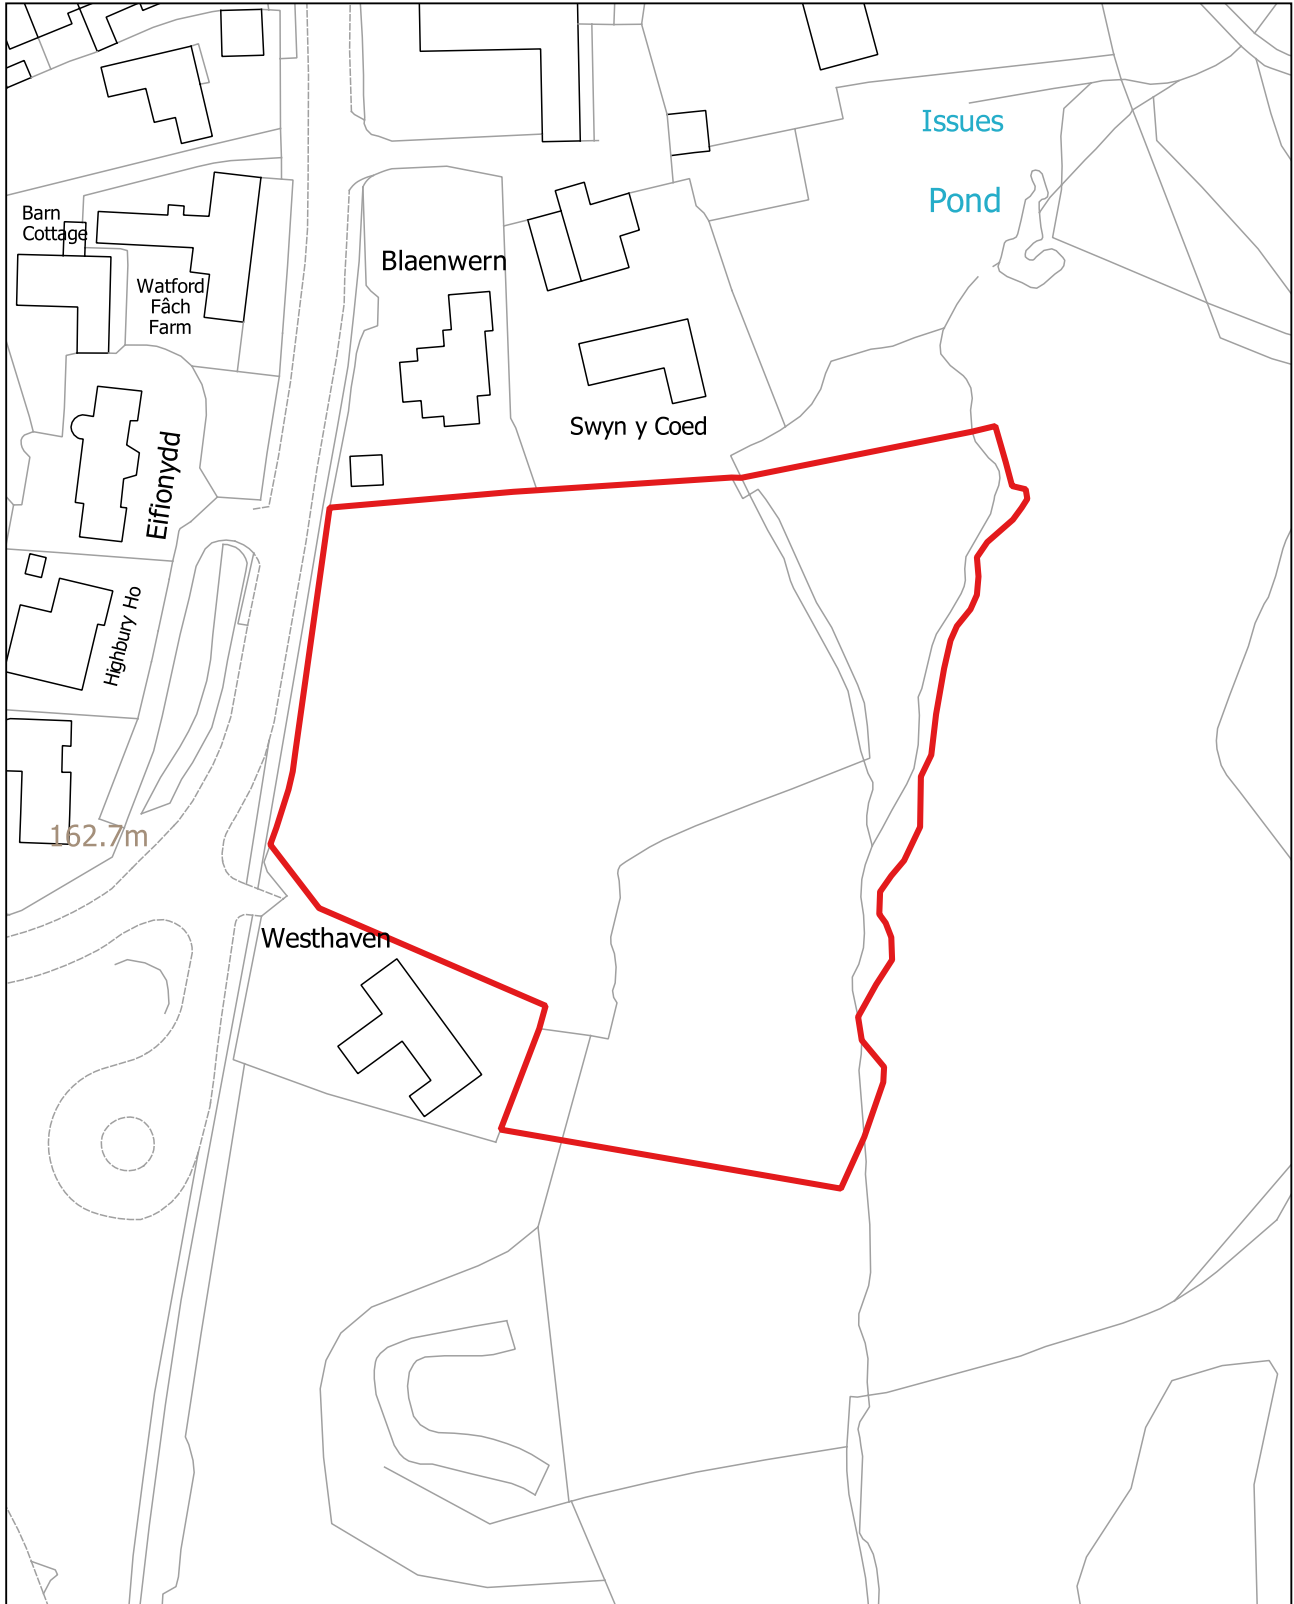 Issues
Pond
Barn
Cottage
Blaenwern
Watford
Fâch
Farm
Swyn y Coed
Eifionydd
Highbury Ho
162.7m
Westhaven